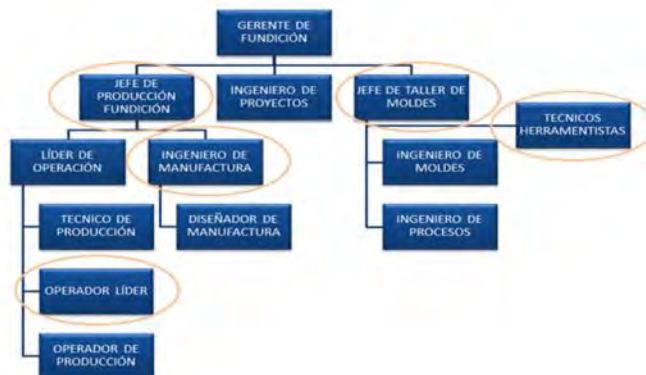 GERENTE DE
FUNDICIÓN
JEFE DE
PRODUCCIÓN
FUNDICIÓN
INGENIERO DE
PROYECTOS
JEFE DE TALLER DE
MOLDES
TECNICOS
HERRAMENTISTAS
LÍDER DE
OPERACIÓN
INGENIERO DE
MANUFACTURA
INGENIERO DE
MOLDES
TECNICO DE
PRODUCCIÓN
DISEÑADOR DE
MANUFACTURA
INGENIERO DE
PROCESOS
OPERADOR LÍDER
OPERADOR DE
PRODUCCIÓN